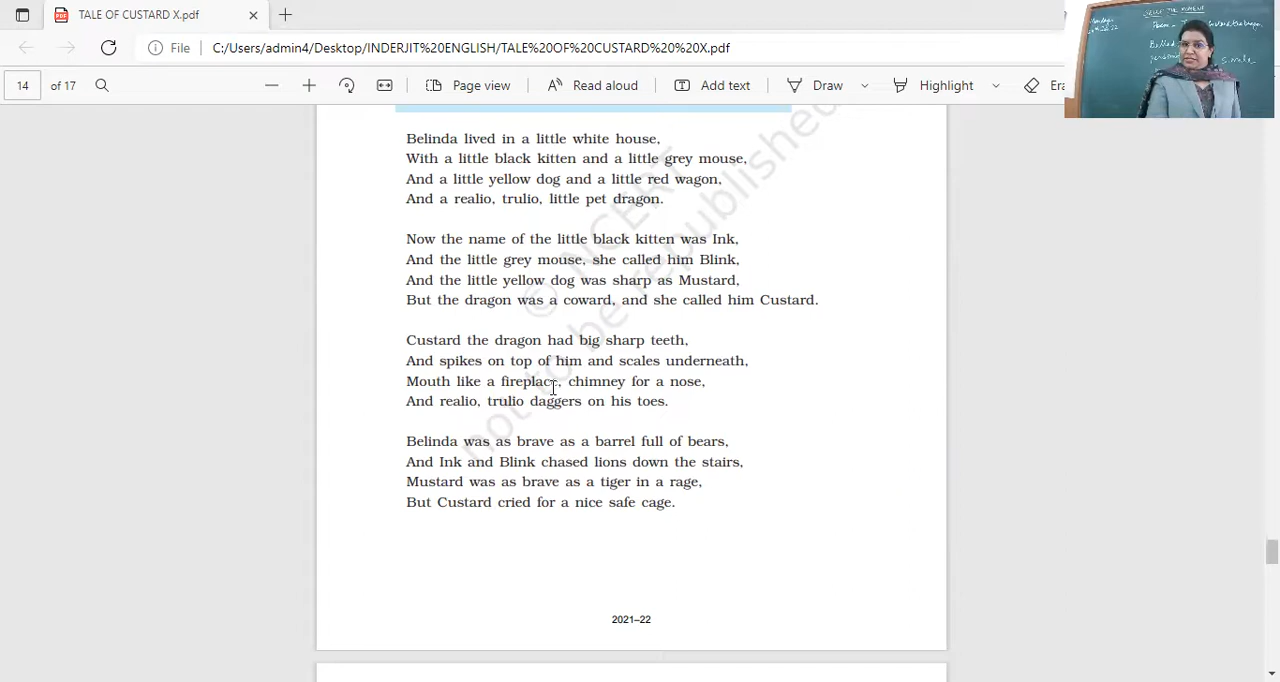 TALE OF CUSTARD X.pdf
File C:/Users/admin4/Desktop/INDERJIT%20ENGLISH/TALE%20OF%20CUSTARD%20%20X.pdf
14 of 17 Page view Read aloud Add text Draw Highlight Era
Belinda lived in a little white house,
With a little black kitten and a little grey mouse,
And a little yellow dog and a little red wagon,
And a realio, trulio, little pet dragon.
Now the name of the little black kitten was Ink,
And the little grey mouse, she called him Blink,
And the little yellow dog was sharp as Mustard,
But the dragon was a coward, and she called him Custard.
Custard the dragon had big sharp teeth,
And spikes on top of him and scales underneath,
Mouth like a fireplace, chimney for a nose,
And realio, trulio daggers on his toes.
Belinda was as brave as a barrel full of bears,
And Ink and Blink chased lions down the stairs,
Mustard was as brave as a tiger in a rage,
But Custard cried for a nice safe cage.
© NCERT
not to be republished
2021–22